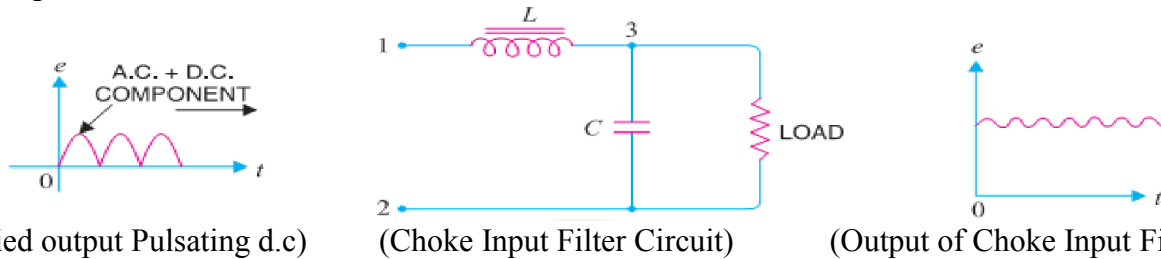 L
1
3
e
A.C. + D.C.
COMPONENT
e
C
LOAD
0
t
2
0
t
output Pulsating d.c) (Choke Input Filter Circuit) (Output of Choke Input